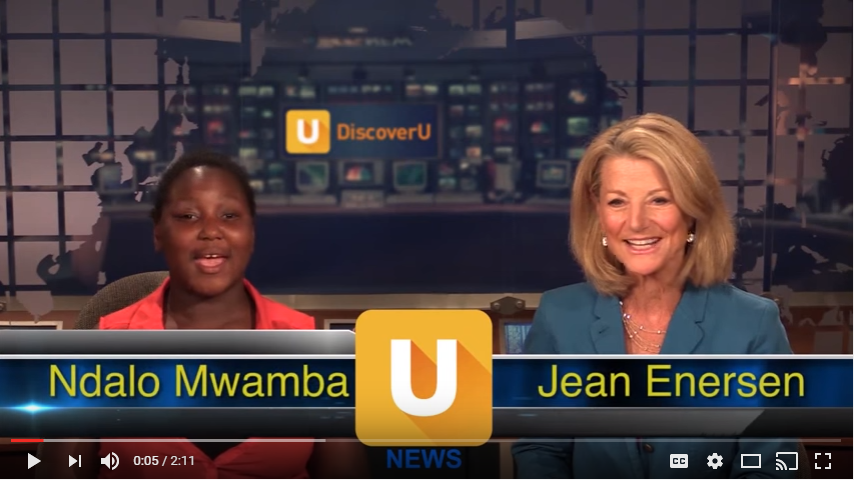 U DiscoverU
Ndalo Mwamba
U
Jean Enersen
NEWS
0:05 / 2:11
CC